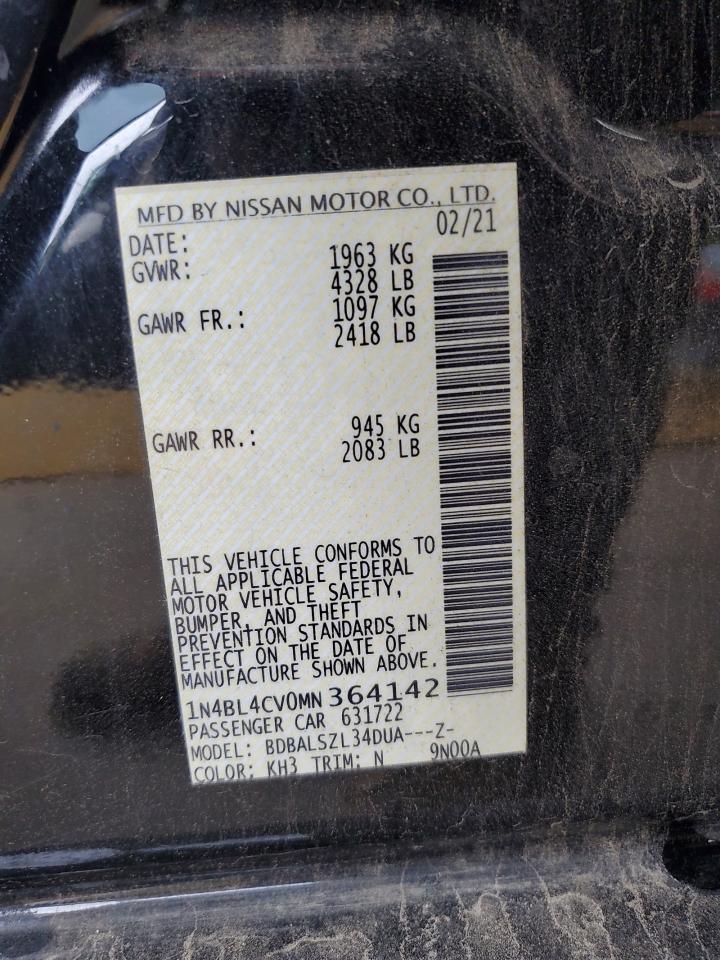 MFD BY NISSAN MOTOR CO., LTD.
DATE: 02/21
GVWR: 1963 KG
4328 LB
GAWR FR.: 1097 KG
2418 LB
GAWR RR.: 945 KG
2083 LB
THIS VEHICLE CONFORMS TO
ALL APPLICABLE FEDERAL
MOTOR VEHICLE SAFETY,
BUMPER, AND THEFT
PREVENTION STANDARDS IN
EFFECT ON THE DATE OF
MANUFACTURE SHOWN ABOVE.
1N4BL4CV0MN 364142
PASSENGER CAR 631722
MODEL: BDBALSZL34DUA---Z-
COLOR: KH3 TRIM: N 9N00A